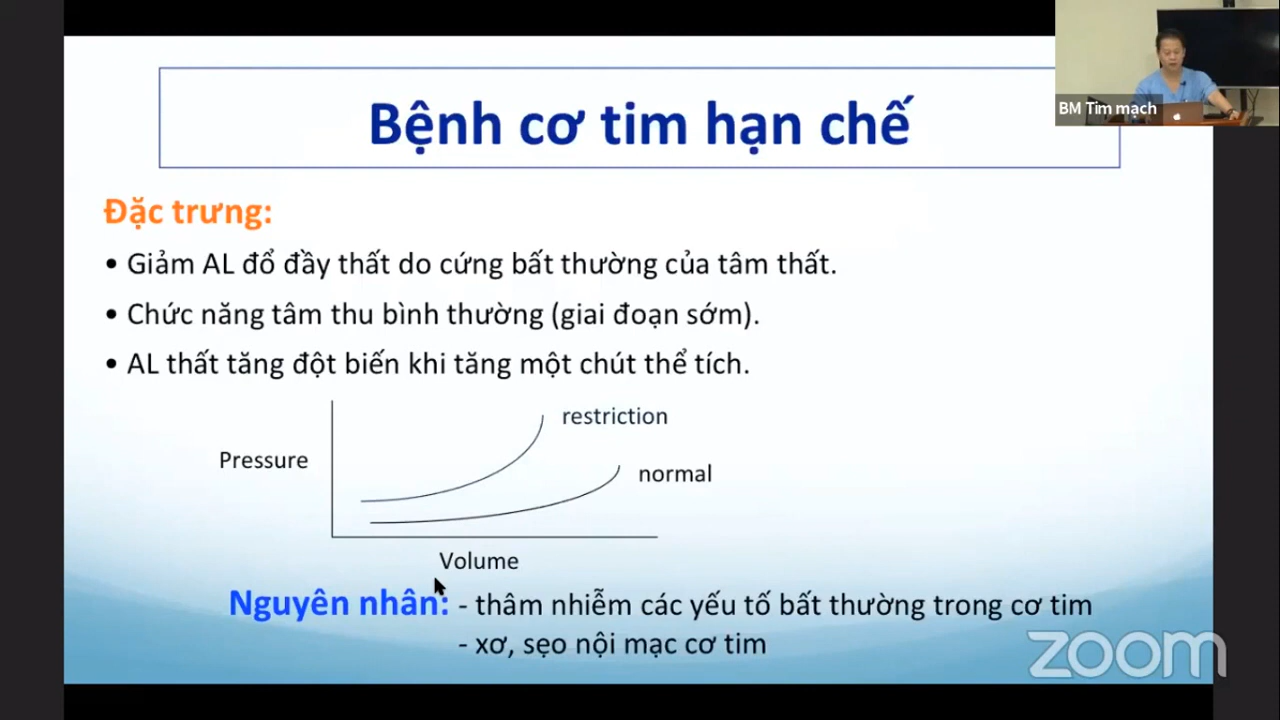 BM Tim mạch
Bệnh cơ tim hạn chế
Đặc trưng:
• Giảm AL đổ đầy thất do cứng bất thường của tâm thất.
• Chức năng tâm thu bình thường (giai đoạn sớm).
• AL thất tăng đột biến khi tăng một chút thể tích.
restriction
Pressure
normal
Volume
Nguyên nhân: - thâm nhiễm các yếu tố bất thường trong cơ tim
- xơ, sẹo nội mạc cơ tim
zoom